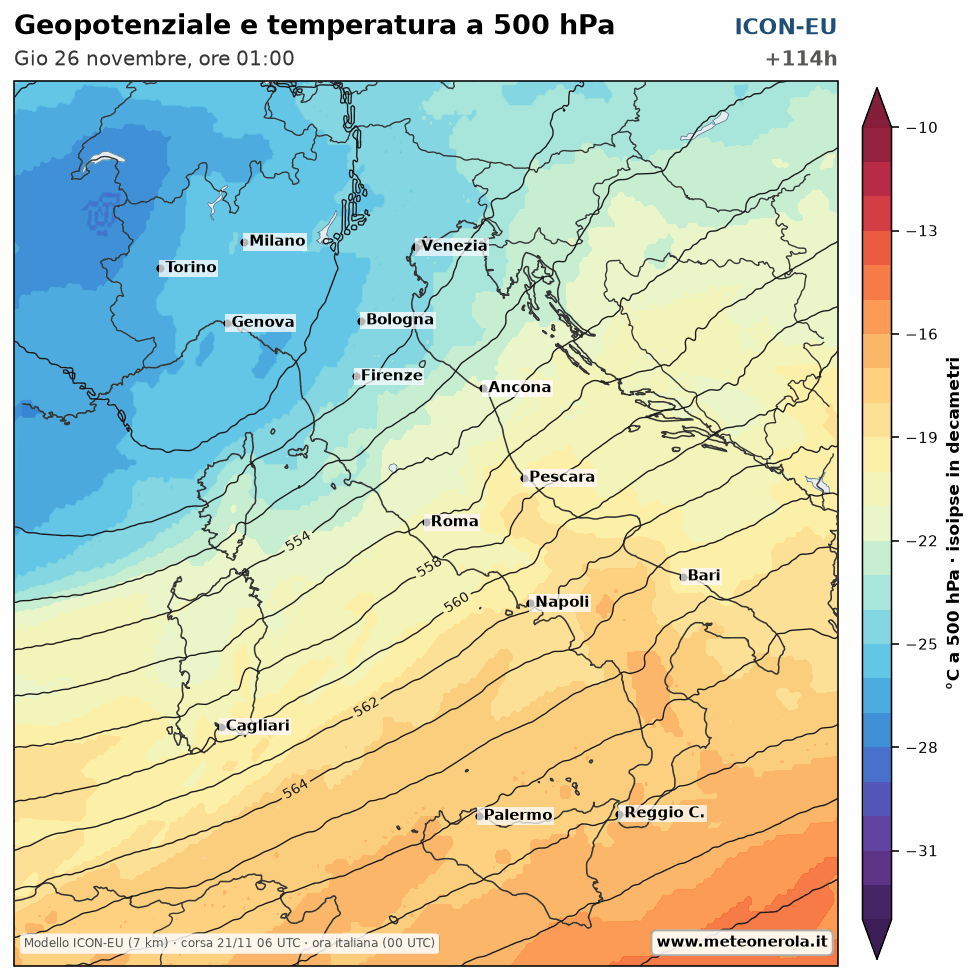 Geopotenziale e temperatura a 500 hPa
ICON-EU
Gio 26 novembre, ore 01:00
+114h
−10
−13
−16
−19
−22
−25
−28
−31
°C a 500 hPa · isoipse in decametri
Milano
Venezia
Torino
Genova
Bologna
Firenze
Ancona
Pescara
Roma
554
558
Bari
560
Napoli
562
Cagliari
564
Palermo
Reggio C.
Modello ICON-EU (7 km) · corsa 21/11 06 UTC · ora italiana (00 UTC)
www.meteonerola.it